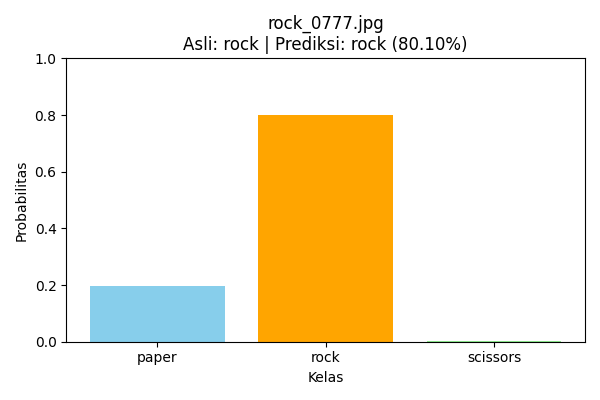 rock_0777.jpg
Asli: rock | Prediksi: rock (80.10%)
1.0
0.8
0.6
0.4
0.2
0.0
Probabilitas
paper
rock
scissors
Kelas